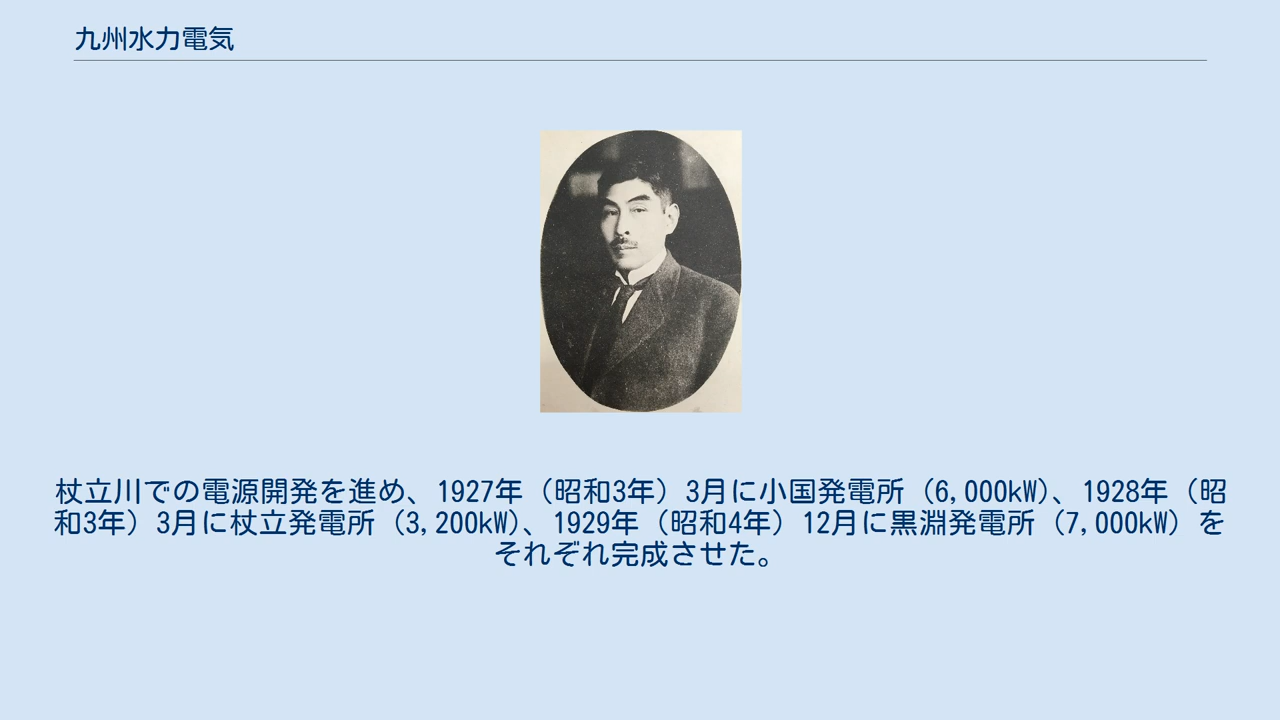 九州水力電気
杖立川での電源開発を進め、1927年（昭和3年）3月に小国発電所（6,000kW)、1928年（昭
和3年）3月に杖立発電所（3,200kW)、1929年（昭和4年）12月に黒淵発電所（7,000kW）を
それぞれ完成させた。